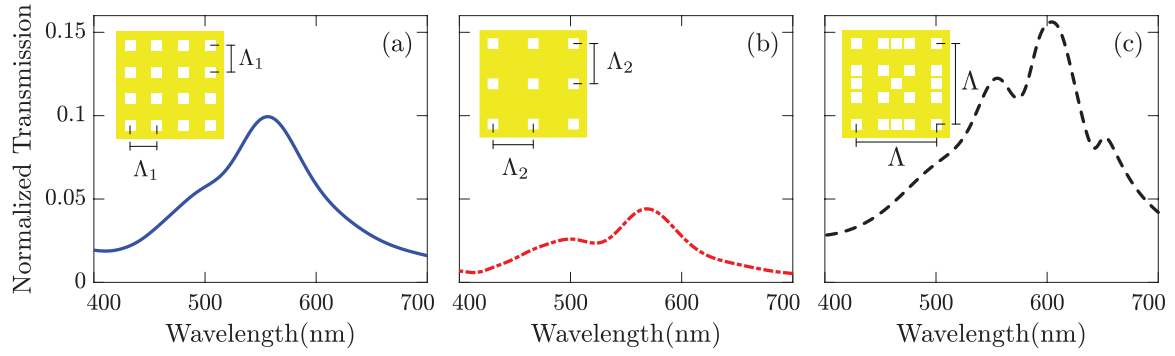 Normalized Transmission
0.15
0.1
0.05
0
(a)
Λ1
Λ1
400 500 600 700
Wavelength(nm)
(b)
Λ2
Λ2
400 500 600 700
Wavelength(nm)
(c)
Λ
Λ
400 500 600 700
Wavelength(nm)